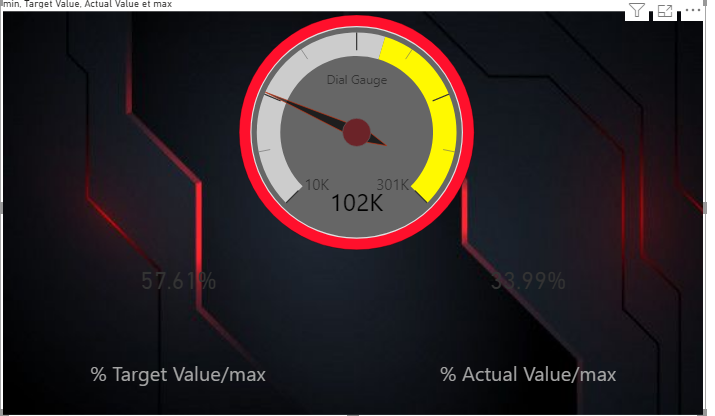 min, Target Value, Actual Value et max
Dial Gauge
10K
301K
102K
57.61%
33.99%
% Target Value/max
% Actual Value/max